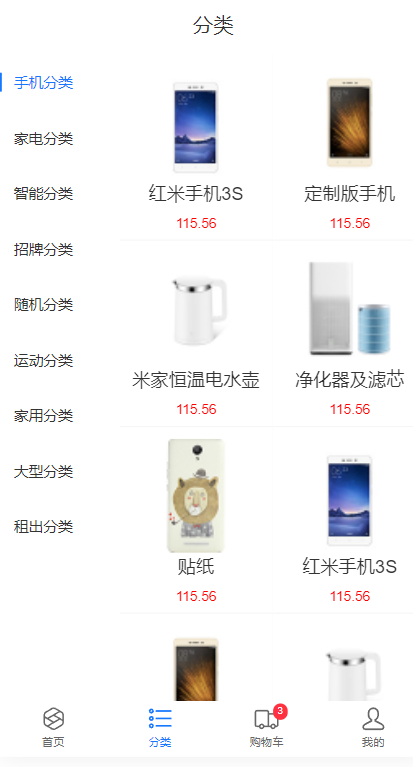 分类
手机分类
家电分类
智能分类
招牌分类
随机分类
运动分类
家用分类
大型分类
租出分类
红米手机3S
115.56
定制版手机
115.56
米家恒温电水壶
115.56
净化器及滤芯
115.56
贴纸
115.56
红米手机3S
115.56
首页
分类
3
购物车
我的